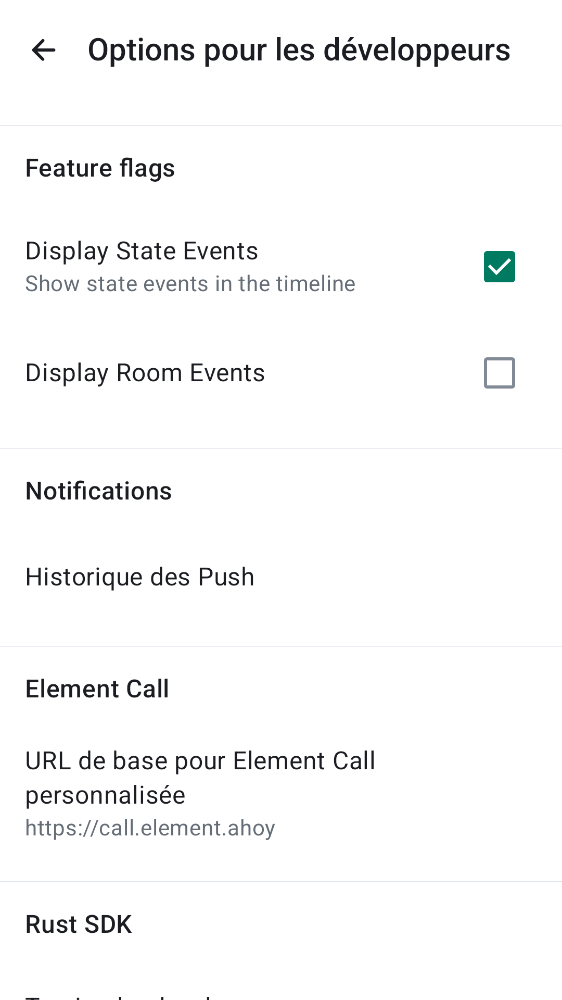 Options pour les développeurs
Feature flags
Display State Events
Show state events in the timeline
Display Room Events
Notifications
Historique des Push
Element Call
URL de base pour Element Call
personnalisée
https://call.element.ahoy
Rust SDK